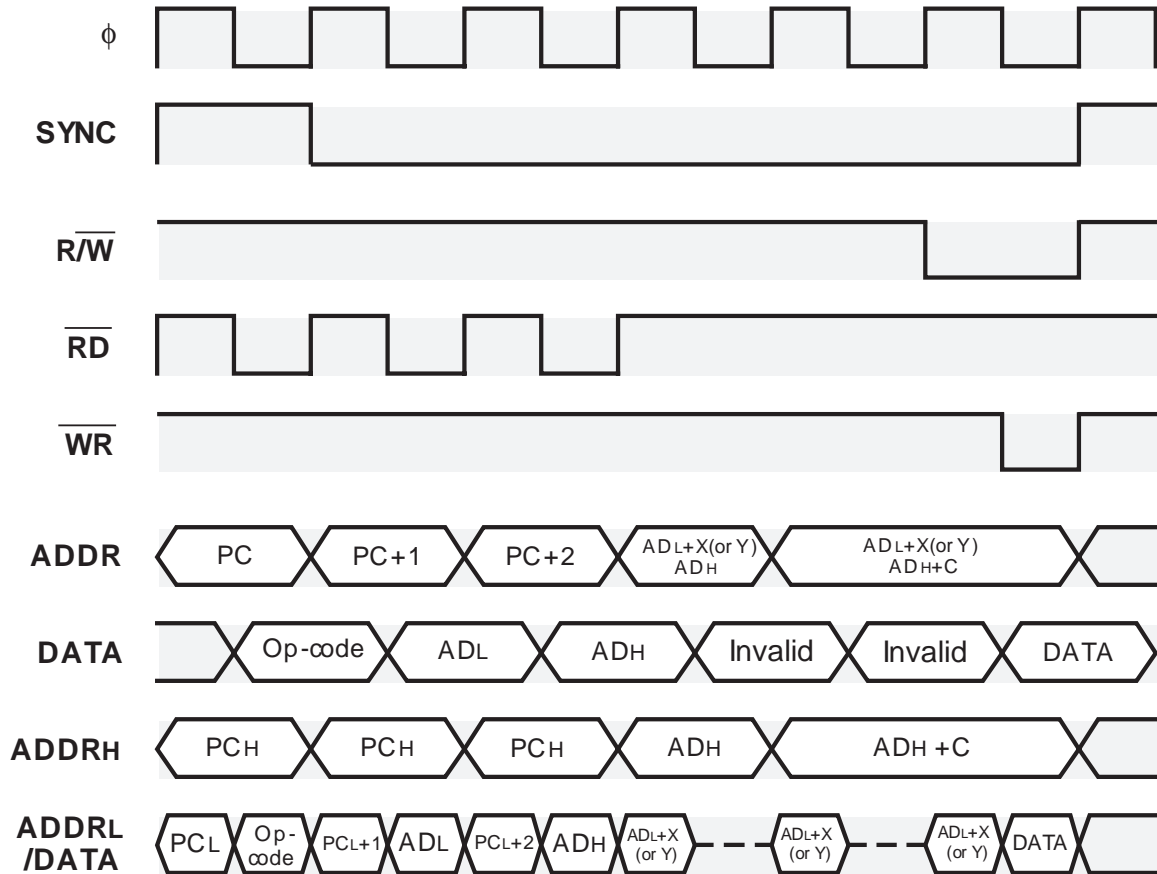 ϕ
SYNC
R/W
RD
WR
ADDR
PC
PC+1
PC+2
ADL+X(or Y)
ADH
ADL+X(or Y)
ADH+C
DATA
Op-code
ADL
ADH
Invalid
Invalid
DATA
ADDRH
PCH
PCH
PCH
ADH
ADH +C
ADDRL
/DATA
PCL
Op-
code
PCL+1
ADL
PCL+2
ADH
ADL+X
(or Y)
ADL+X
(or Y)
ADL+X
(or Y)
DATA